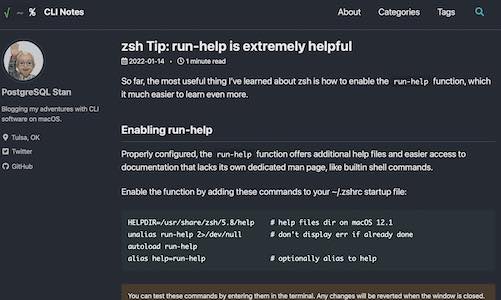 √ ~ % CLI Notes
About Categories Tags
PostgreSQL Stan
Blogging my adventures with CLI
software on macOS.
Tulsa, OK
Twitter
GitHub
zsh Tip: run-help is extremely helpful
2022-01-14 • 1 minute read
So far, the most useful thing I've learned about zsh is how to enable the run-help function, which
it much easier to learn even more.
Enabling run-help
Properly configured, the run-help function offers additional help files and easier access to
documentation that lacks its own dedicated man page, like builtin shell commands.
Enable the function by adding these commands to your ~/.zshrc startup file:
HELPDIR=/usr/share/zsh/5.8/help # help files dir on macOS 12.1
unalias run-help 2>/dev/null # don't display err if already done
autoload run-help
alias help=run-help # optionally alias to help
You can test these commands by entering them in the terminal. Any changes will be reverted when the window is closed.